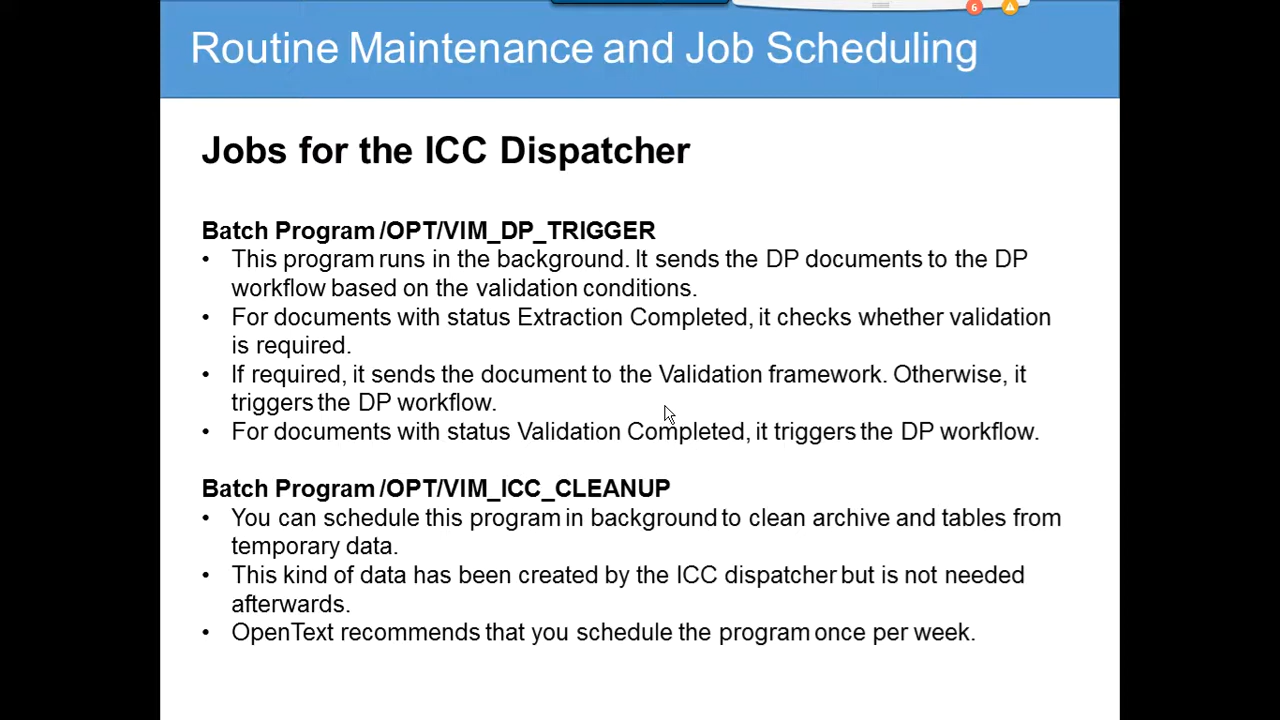 6
Routine Maintenance and Job Scheduling
Jobs for the ICC Dispatcher
Batch Program /OPT/VIM_DP_TRIGGER
• This program runs in the background. It sends the DP documents to the DP
workflow based on the validation conditions.
• For documents with status Extraction Completed, it checks whether validation
is required.
• If required, it sends the document to the Validation framework. Otherwise, it
triggers the DP workflow.
• For documents with status Validation Completed, it triggers the DP workflow.
Batch Program /OPT/VIM_ICC_CLEANUP
• You can schedule this program in background to clean archive and tables from
temporary data.
• This kind of data has been created by the ICC dispatcher but is not needed
afterwards.
• OpenText recommends that you schedule the program once per week.